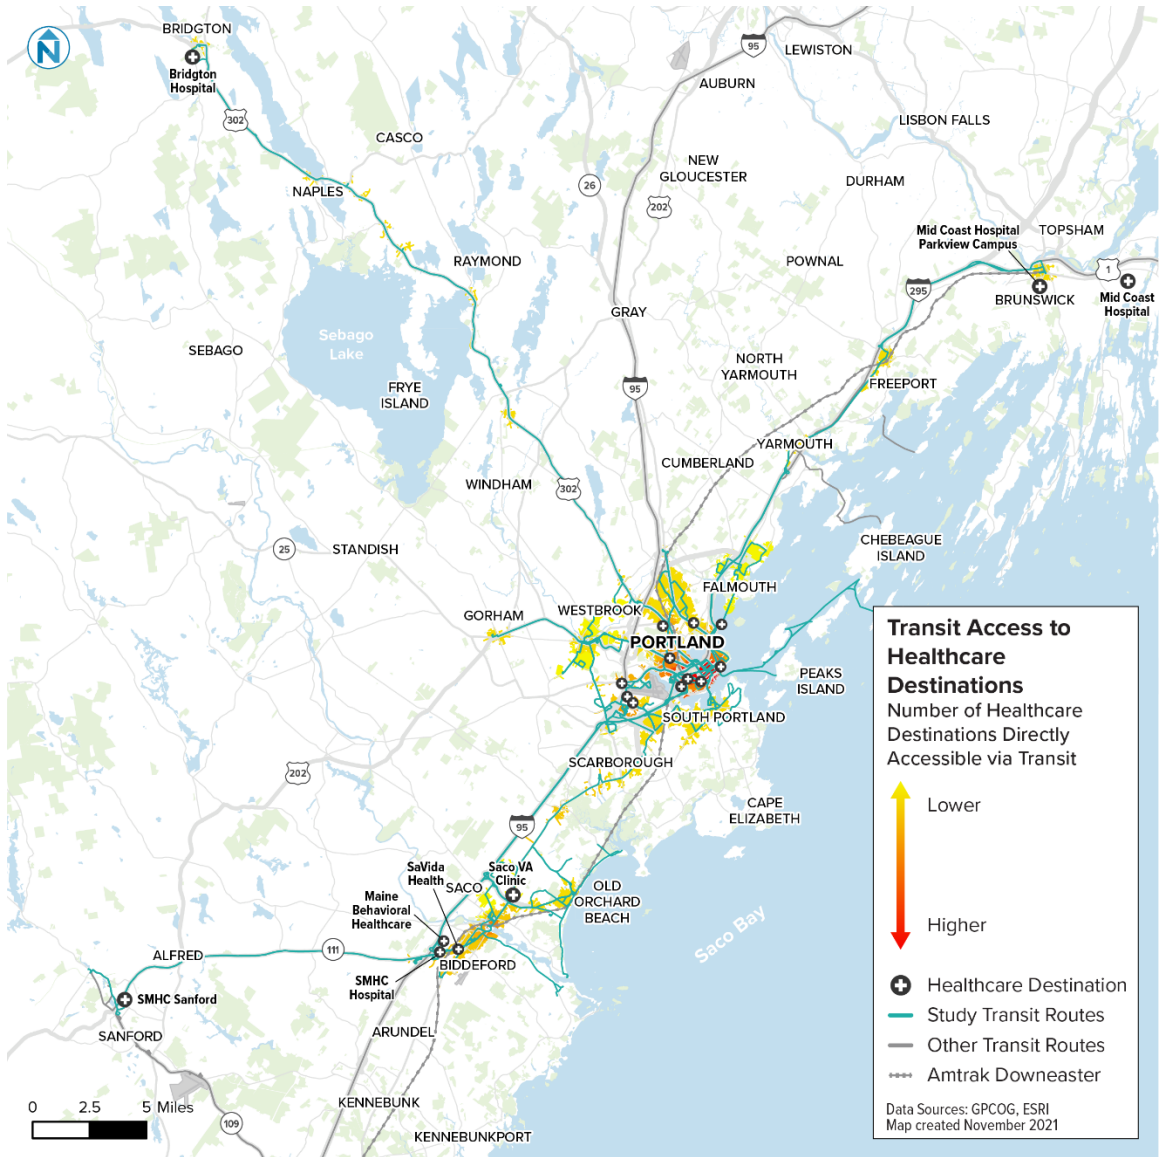 BRIDGTON
N
Bridgton
Hospital
302
CASCO
NAPLES
95
LEWISTON
AUBURN
LISBON FALLS
NEW
GLOUCESTER
26
202
DURHAM
RAYMOND
POWNAL
Mid Coast Hospital
Parkview Campus
TOPSHAM
1
295
BRUNSWICK
Mid Coast
Hospital
GRAY
Sebago
Lake
SEBAGO
FRYE
ISLAND
NORTH
YARMOUTH
95
FREEPORT
YARMOUTH
CUMBERLAND
WINDHAM
302
25
STANDISH
CHEBEAGUE
ISLAND
FALMOUTH
GORHAM
WESTBROOK
PORTLAND
PEAKS
ISLAND
SOUTH PORTLAND
SCARBOROUGH
202
CAPE
ELIZABETH
95
SaVida
Health
Saco VA
Clinic
SACO
Maine
Behavioral
Healthcare
OLD
ORCHARD
BEACH
Saco Bay
ALFRED
111
BIDDEFORD
SMHC
Hospital
SMHC Sanford
SANFORD
ARUNDEL
KENNEBUNK
109
KENNEBUNKPORT
0 2.5 5 Miles
Transit Access to
Healthcare
Destinations
Number of Healthcare
Destinations Directly
Accessible via Transit
Lower
Higher
Healthcare Destination
Study Transit Routes
Other Transit Routes
Amtrak Downeaster
Data Sources: GPCOG, ESRI
Map created November 2021